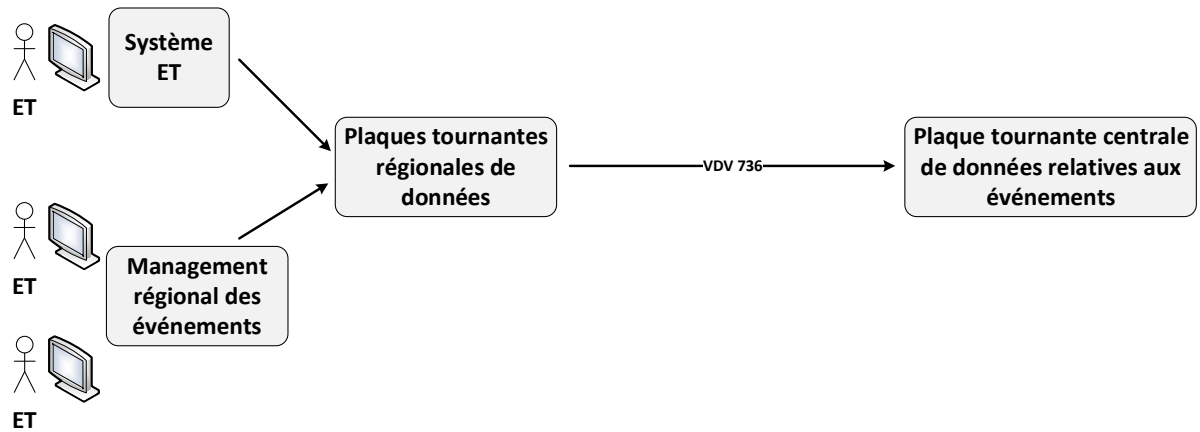 Système
ET
ET
Plaques tournantes
régionales de
données
VDV 736
Plaque tournante centrale
de données relatives aux
événements
ET
Management
régional des
événements
ET